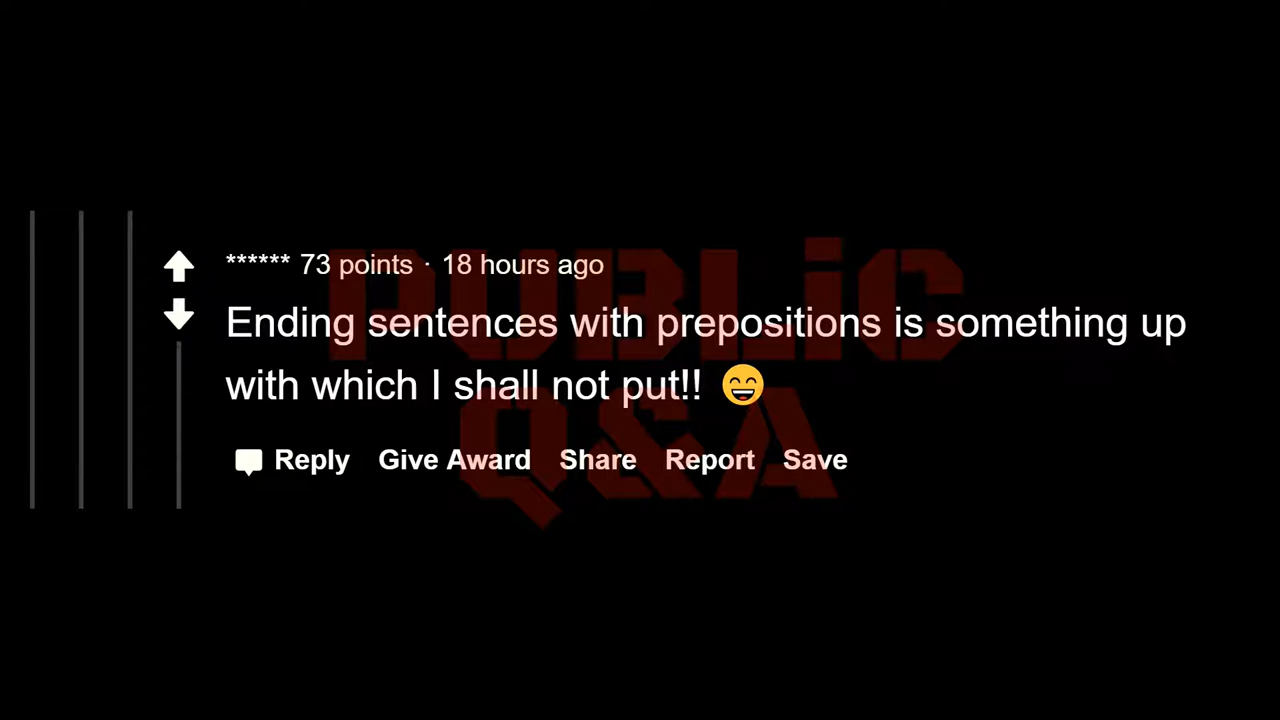 ****** 73 points · 18 hours ago
Ending sentences with prepositions is something up
with which I shall not put!! 😄
Reply Give Award Share Report Save
PUBLiC
Q&A